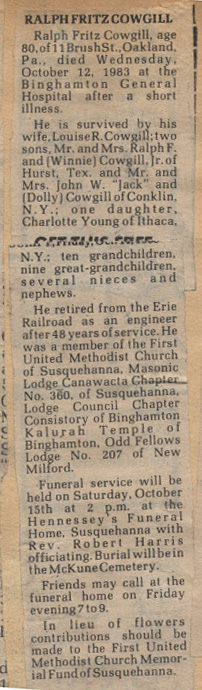 RALPH FRITZ COWGILL
Ralph Fritz Cowgill, age
80, of 11 Brush St., Oakland,
Pa., died Wednesday,
October 12, 1983 at the
Binghamton General
Hospital after a short
illness.
He is survived by his
wife, Louise R. Cowgill; two
sons, Mr. and Mrs. Ralph F.
and (Winnie) Cowgill, Jr. of
Hurst, Tex. and Mr. and
Mrs. John W. "Jack" and
(Dolly) Cowgill of Conklin,
N.Y.; one daughter,
Charlotte Young of Ithaca,
N.Y.; ten grandchildren,
nine great-grandchildren,
several nieces and
nephews.
He retired from the Erie
Railroad as an engineer
after 48 years of service. He
was a member of the First
United Methodist Church
of Susquehanna, Masonic
Lodge Canawacta Chapter
No. 360, of Susquehanna,
Lodge Council Chapter
Consistory of Binghamton
Kalurah Temple of
Binghamton, Odd Fellows
Lodge No. 207 of New
Milford.
Funeral service will be
held on Saturday, October
15th at 2 p.m. at the
Hennessey's Funeral
Home, Susquehanna with
Rev. Robert Harris
officiating. Burial will be in
the McKune Cemetery.
Friends may call at the
funeral home on Friday
evening 7 to 9.
In lieu of flowers
contributions should be
made to the First United
Methodist Church Memor-
ial Fund of Susquehanna.